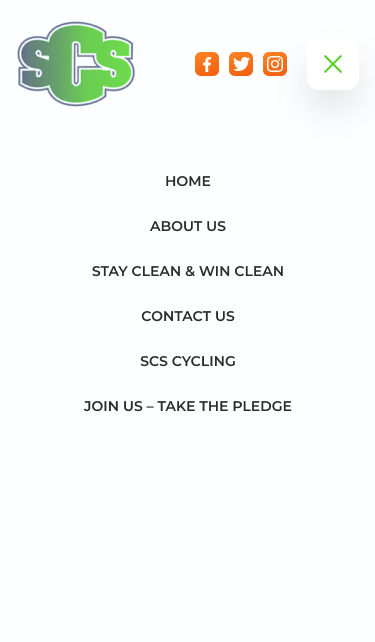 SCS
HOME
ABOUT US
STAY CLEAN & WIN CLEAN
CONTACT US
SCS CYCLING
JOIN US – TAKE THE PLEDGE